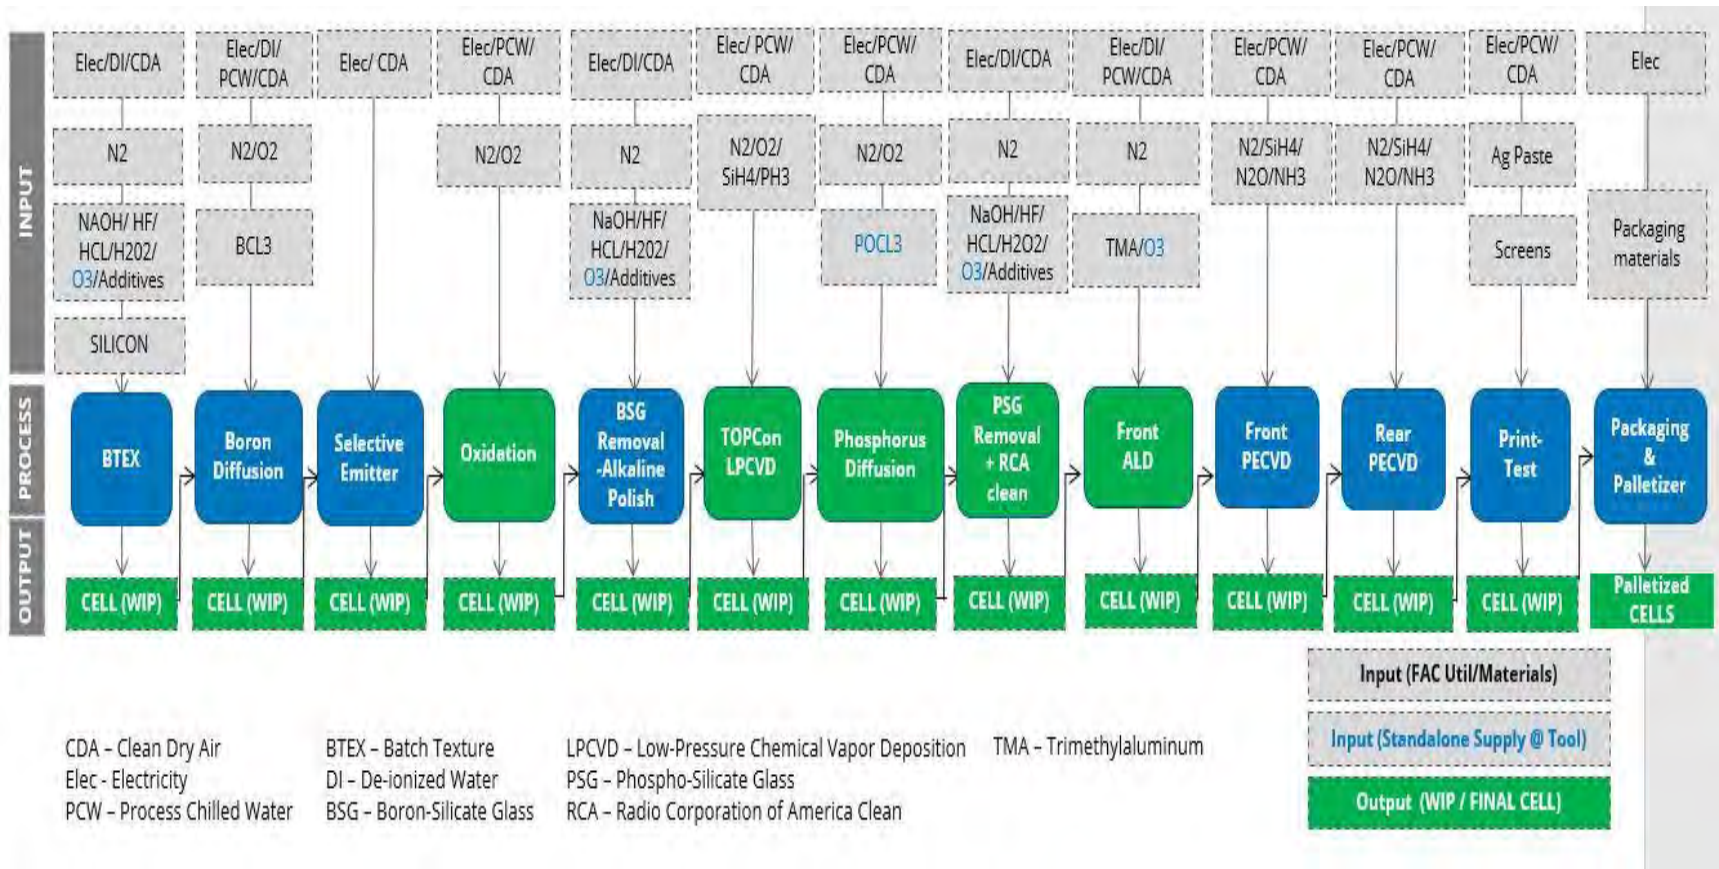 INPUT
Elec/DI/CDA
N2
NAOH/ HF/
HCL/H202/
O3/Additives
SILICON
Elec/DI/
PCW/CDA
N2/O2
BCL3
Elec/ CDA
Elec/PCW/
CDA
N2/O2
Elec/DI/CDA
N2
NaOH/HF/
HCL/H202/
O3/Additives
Elec/ PCW/
CDA
N2/O2/
SiH4/PH3
Elec/PCW/
CDA
N2/O2
POCL3
Elec/DI/CDA
N2
NaOH/HF/
HCL/H2O2/
O3/Additives
Elec/DI/
PCW/CDA
N2
TMA/O3
Elec/PCW/
CDA
N2/SiH4/
N2O/NH3
Elec/PCW/
CDA
N2/SiH4/
N2O/NH3
Elec/PCW/
CDA
Ag Paste
Screens
Elec
Packaging
materials
PROCESS
BTEX
Boron
Diffusion
Selective
Emitter
Oxidation
BSG
Removal
-Alkaline
Polish
TOPCon
LPCVD
Phosphorus
Diffusion
PSG
Removal
+ RCA
clean
Front
ALD
Front
PECVD
Rear
PECVD
Print-
Test
Packaging
&
Palletizer
OUTPUT
CELL (WIP)
CELL (WIP)
CELL (WIP)
CELL (WIP)
CELL (WIP)
CELL (WIP)
CELL (WIP)
CELL (WIP)
CELL (WIP)
CELL (WIP)
CELL (WIP)
CELL (WIP)
Palletized
CELLS
Input (FAC Util/Materials)
Input (Standalone Supply @ Tool)
Output (WIP / FINAL CELL)
CDA – Clean Dry Air
Elec - Electricity
PCW – Process Chilled Water
BTEX – Batch Texture
DI – De-ionized Water
BSG – Boron-Silicate Glass
LPCVD – Low-Pressure Chemical Vapor Deposition
PSG – Phospho-Silicate Glass
RCA – Radio Corporation of America Clean
TMA – Trimethylaluminum